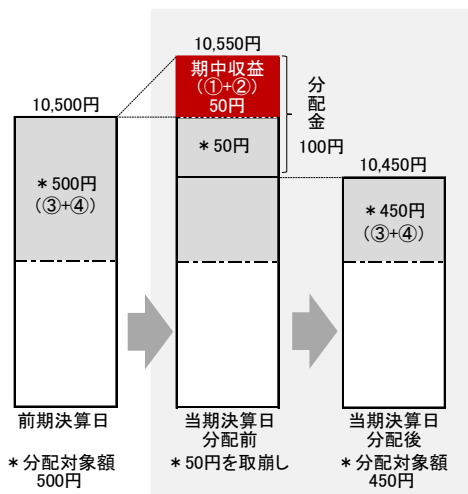 10,550円
期中収益
(①+②)
50円
分配金
100円
10,500円
＊50円
10,450円
＊500円
(③+④)
＊450円
(③+④)
前期決算日
当期決算日
分配前
当期決算日
分配後
＊分配対象額
500円
＊50円を取崩し
＊分配対象額
450円